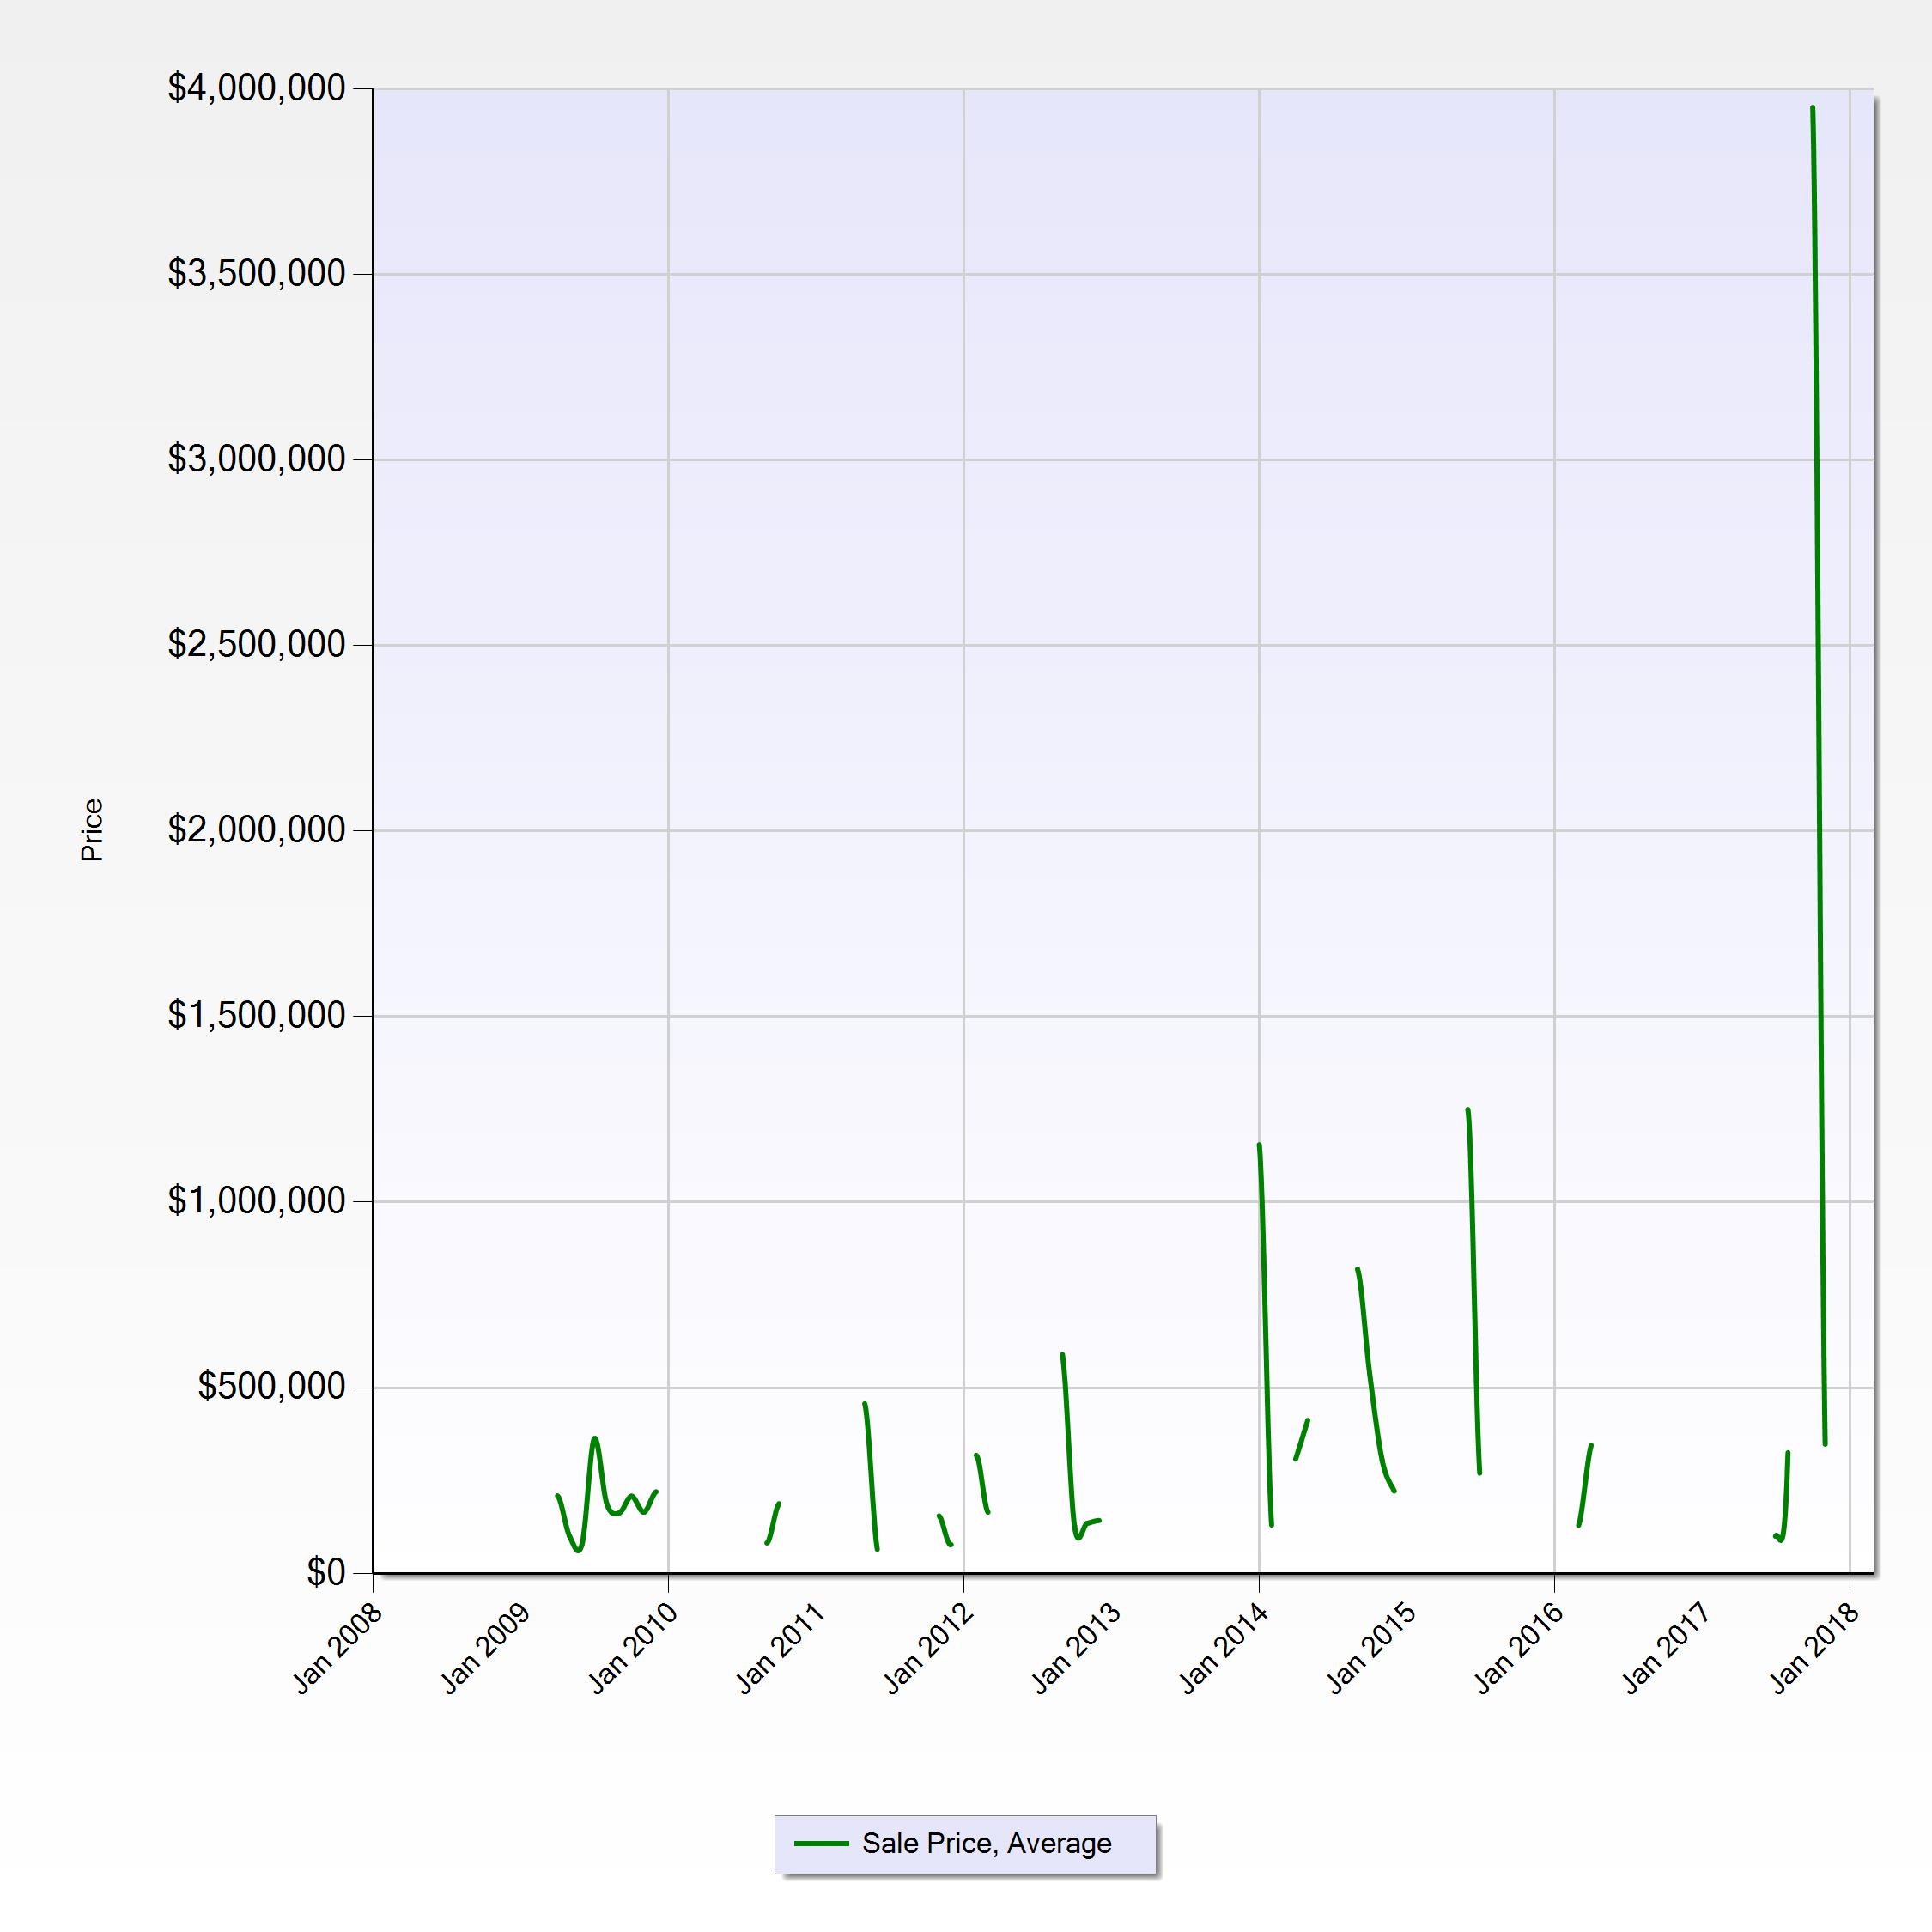 $4,000,000
$3,500,000
$3,000,000
$2,500,000
$2,000,000
$1,500,000
$1,000,000
$500,000
$0
Price
Jan 2008
Jan 2009
Jan 2010
Jan 2011
Jan 2012
Jan 2013
Jan 2014
Jan 2015
Jan 2016
Jan 2017
Jan 2018
Sale Price, Average